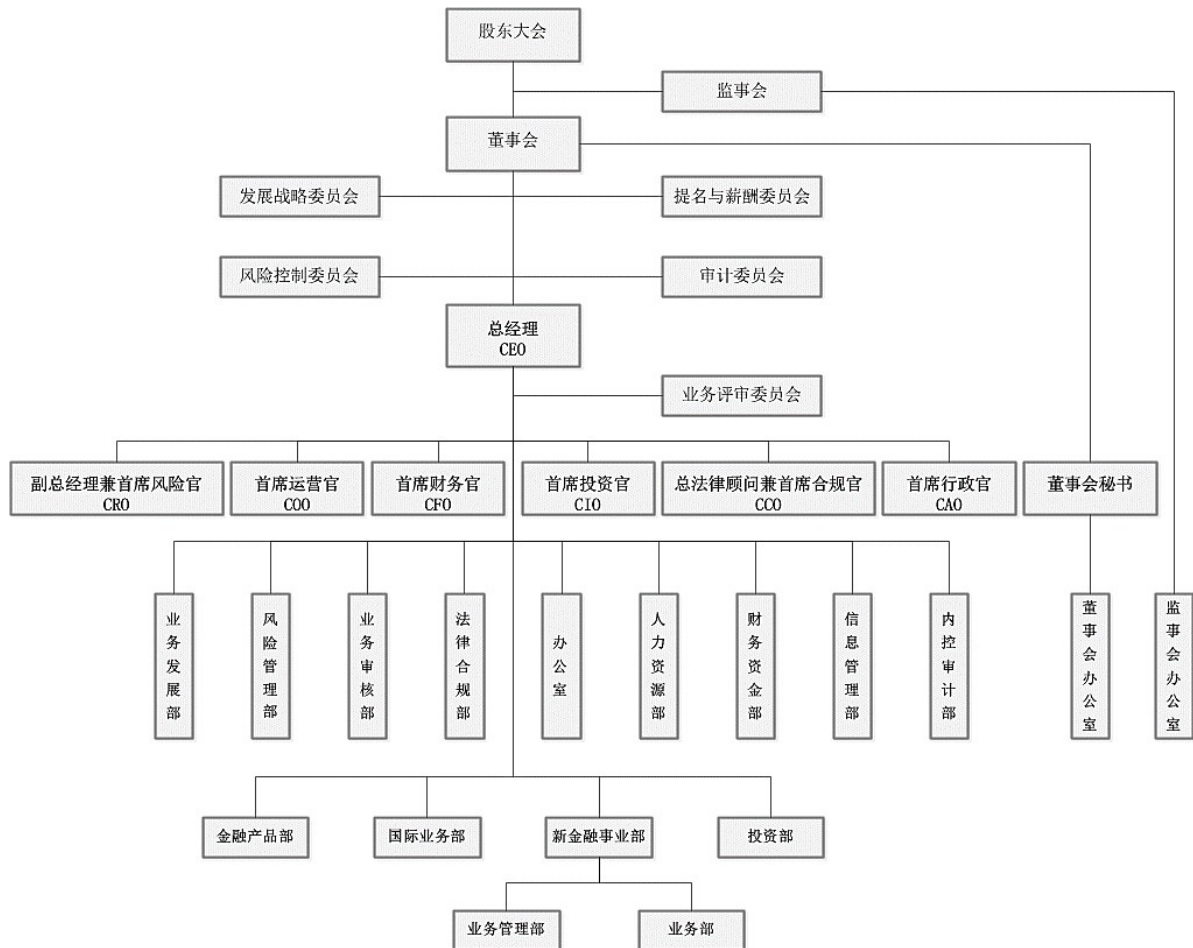 股东大会
监事会
董事会
发展战略委员会
提名与薪酬委员会
风险控制委员会
审计委员会
总经理
CEO
业务评审委员会
副总经理兼首席风险官
CRO
首席运营官
COO
首席财务官
CFO
首席投资官
CIO
总法律顾问兼首席合规官
CCO
首席行政官
CAO
董事会秘书
业务发展部
风险管理部
业务审核部
法律合规部
办公室
人力资源部
财务资金部
信息管理部
内控审计部
董事会办公室
监事会办公室
金融产品部
国际业务部
新金融事业部
投资部
业务管理部
业务部